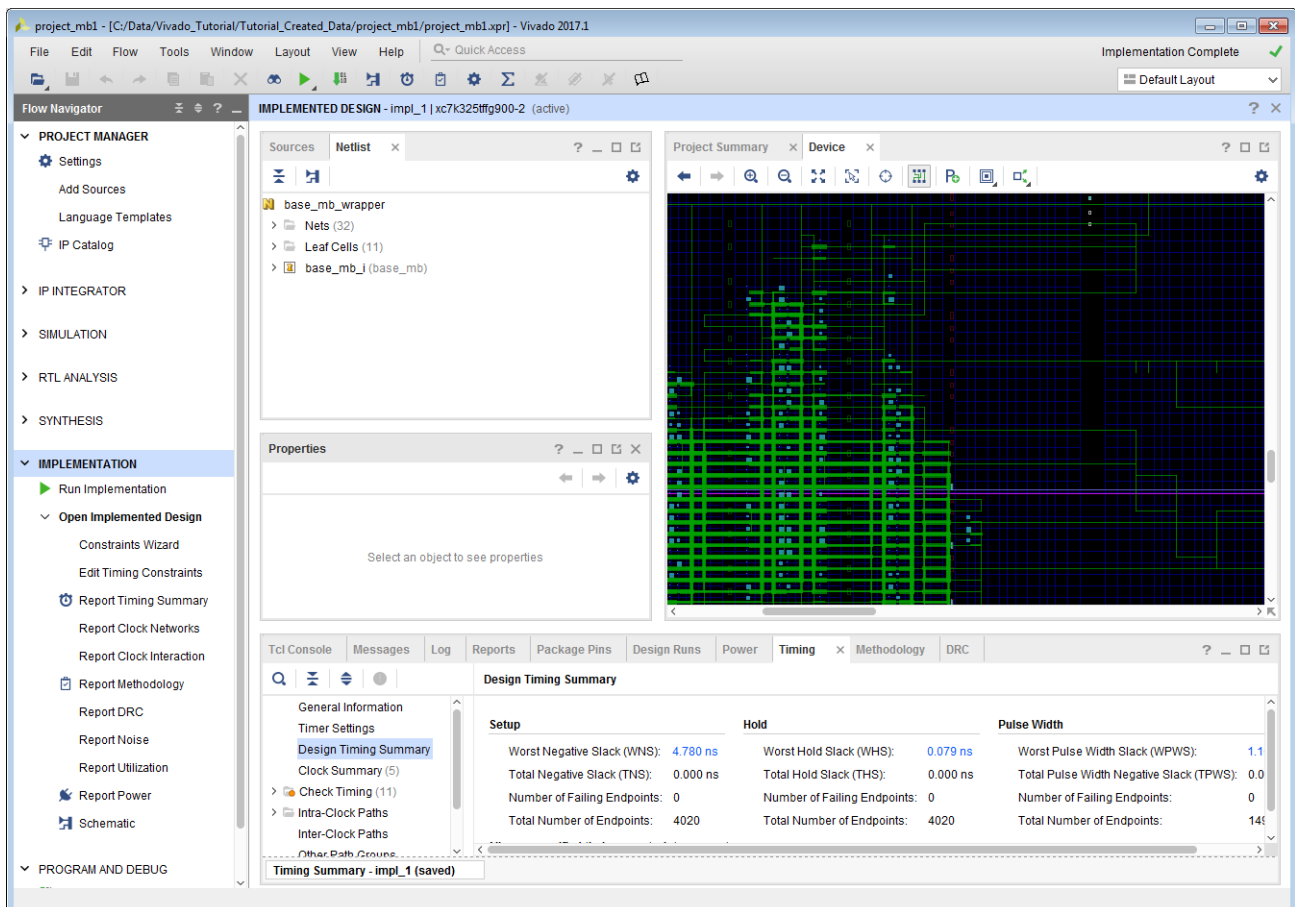 project_mb1 - [C:/Data/Vivado_Tutorial/Tutorial_Created_Data/project_mb1/project_mb1.xpr] - Vivado 2017.1
File Edit Flow Tools Window Layout View Help Quick Access Implementation Complete
Default Layout
Flow Navigator
PROJECT MANAGER
Settings
Add Sources
Language Templates
IP Catalog
IP INTEGRATOR
SIMULATION
RTL ANALYSIS
SYNTHESIS
IMPLEMENTATION
Run Implementation
Open Implemented Design
Constraints Wizard
Edit Timing Constraints
Report Timing Summary
Report Clock Networks
Report Clock Interaction
Report Methodology
Report DRC
Report Noise
Report Utilization
Report Power
Schematic
PROGRAM AND DEBUG
IMPLEMENTED DESIGN - impl_1 | xc7k325tffg900-2 (active)
Sources Netlist
base_mb_wrapper
Nets (32)
Leaf Cells (11)
base_mb_i (base_mb)
Properties
Select an object to see properties
Project Summary Device
Tcl Console Messages Log Reports Package Pins Design Runs Power Timing Methodology DRC
General Information
Timer Settings
Design Timing Summary
Clock Summary (5)
Check Timing (11)
Intra-Clock Paths
Inter-Clock Paths
Other Path Groups
Design Timing Summary
Setup Hold Pulse Width
Worst Negative Slack (WNS): 4.780 ns Worst Hold Slack (WHS): 0.079 ns Worst Pulse Width Slack (WPWS): 1.1
Total Negative Slack (TNS): 0.000 ns Total Hold Slack (THS): 0.000 ns Total Pulse Width Negative Slack (TPWS): 0.0
Number of Failing Endpoints: 0 Number of Failing Endpoints: 0 Number of Failing Endpoints: 0
Total Number of Endpoints: 4020 Total Number of Endpoints: 4020 Total Number of Endpoints: 149
Timing Summary - impl_1 (saved)